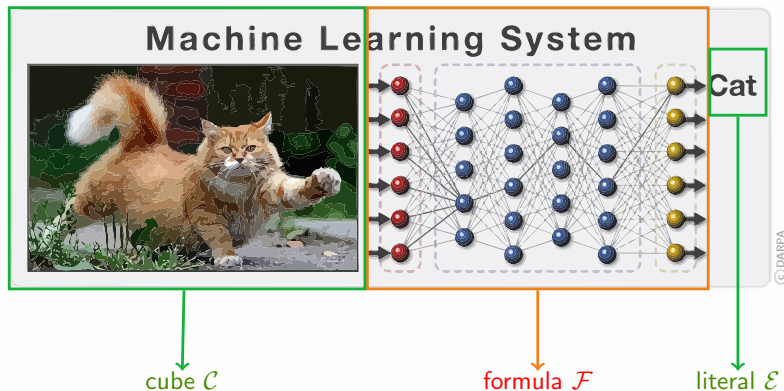 Machine Learning System
Cat
© DARPA
cube 𝒞
formula ℱ
literal ℰ